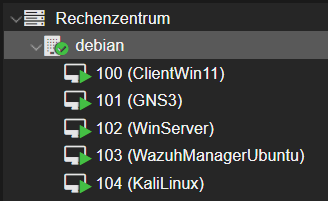 Rechenzentrum
debian
100 (ClientWin11)
101 (GNS3)
102 (WinServer)
103 (WazuhManagerUbuntu)
104 (KaliLinux)